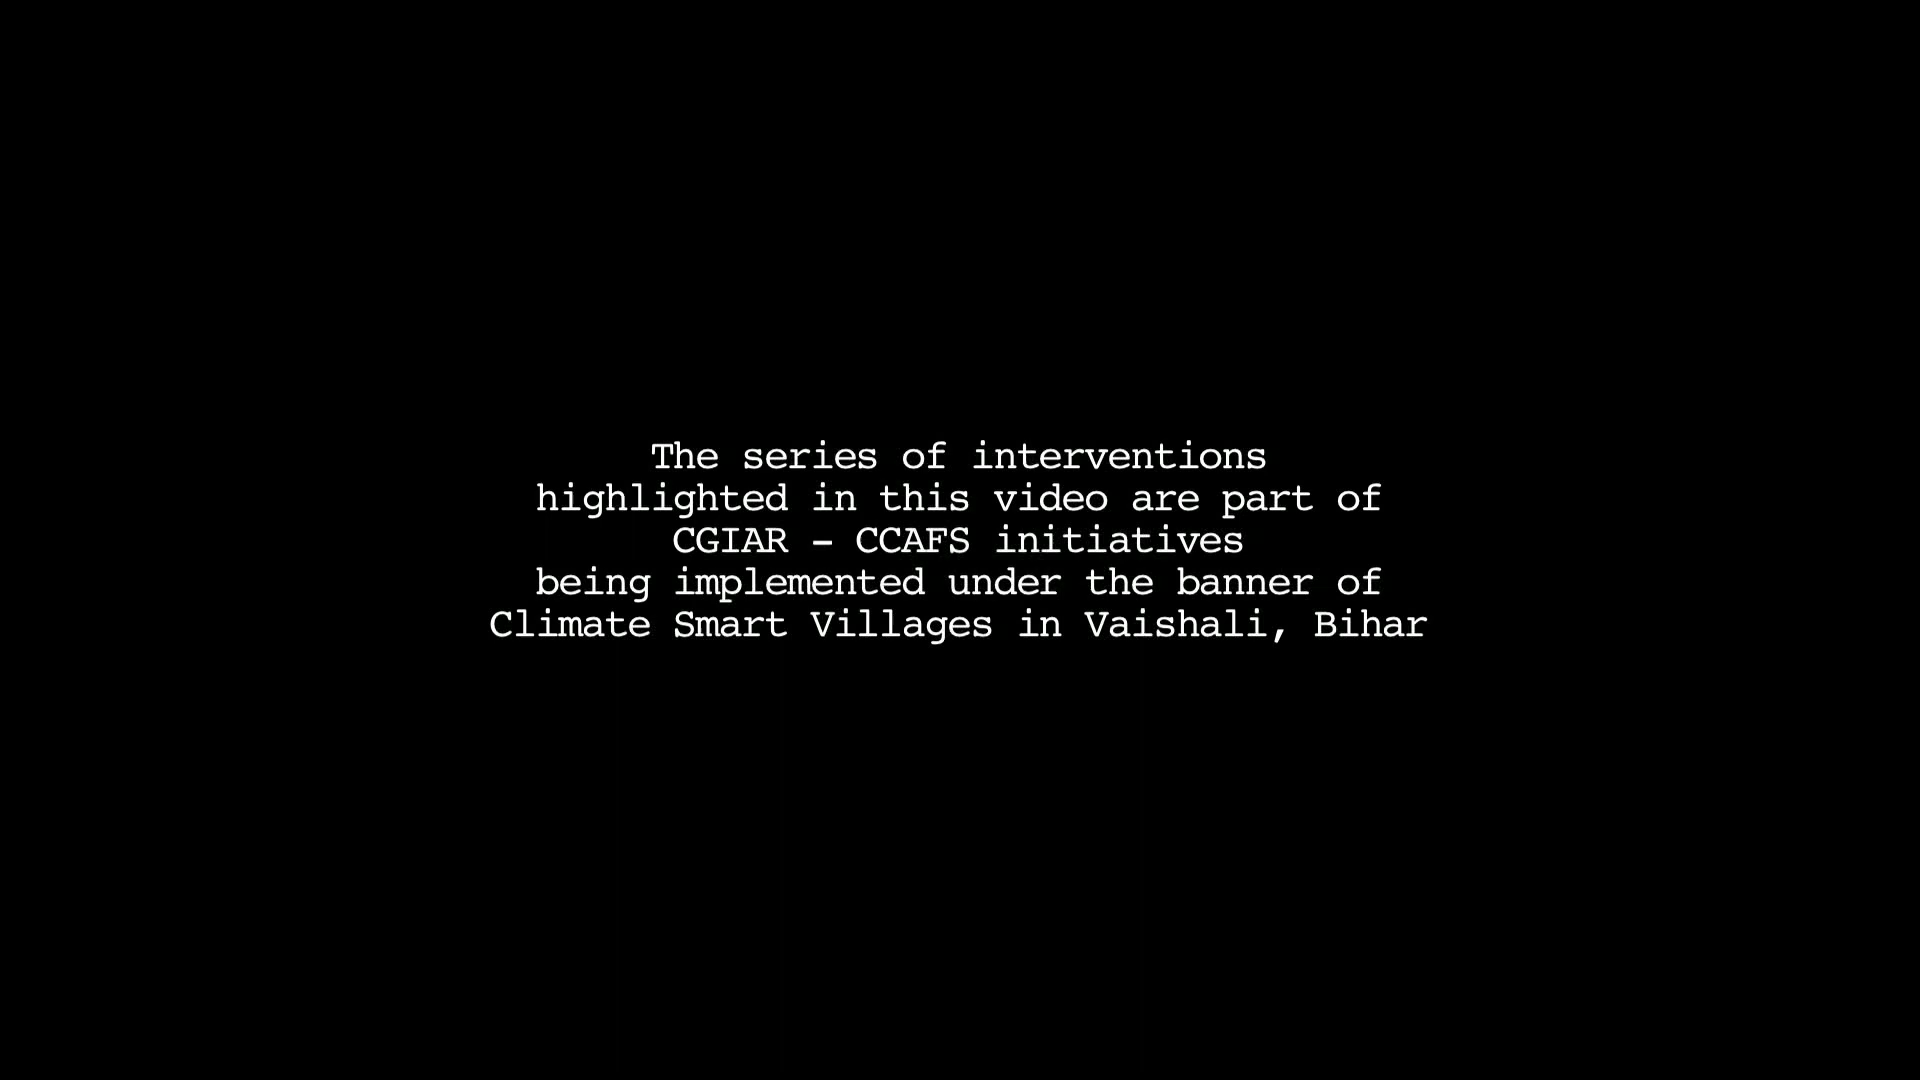 The series of interventions
highlighted in this video are part of
CGIAR – CCAFS initiatives
being implemented under the banner of
Climate Smart Villages in Vaishali, Bihar